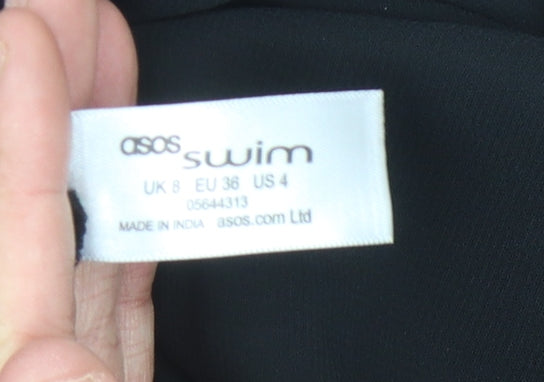 asos swim
UK 8 EU 36 US 4
05644313
MADE IN INDIA asos.com Ltd